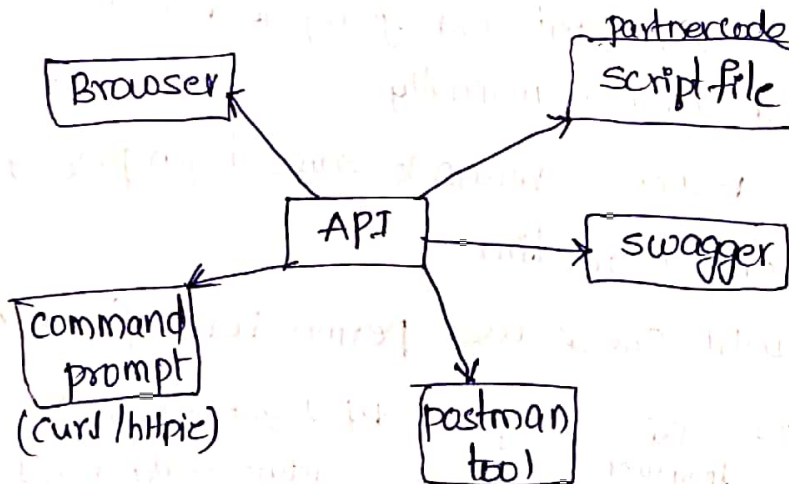 partnercode
script file
Browser
API
swagger
command
prompt
(curl /httpie)
postman
tool